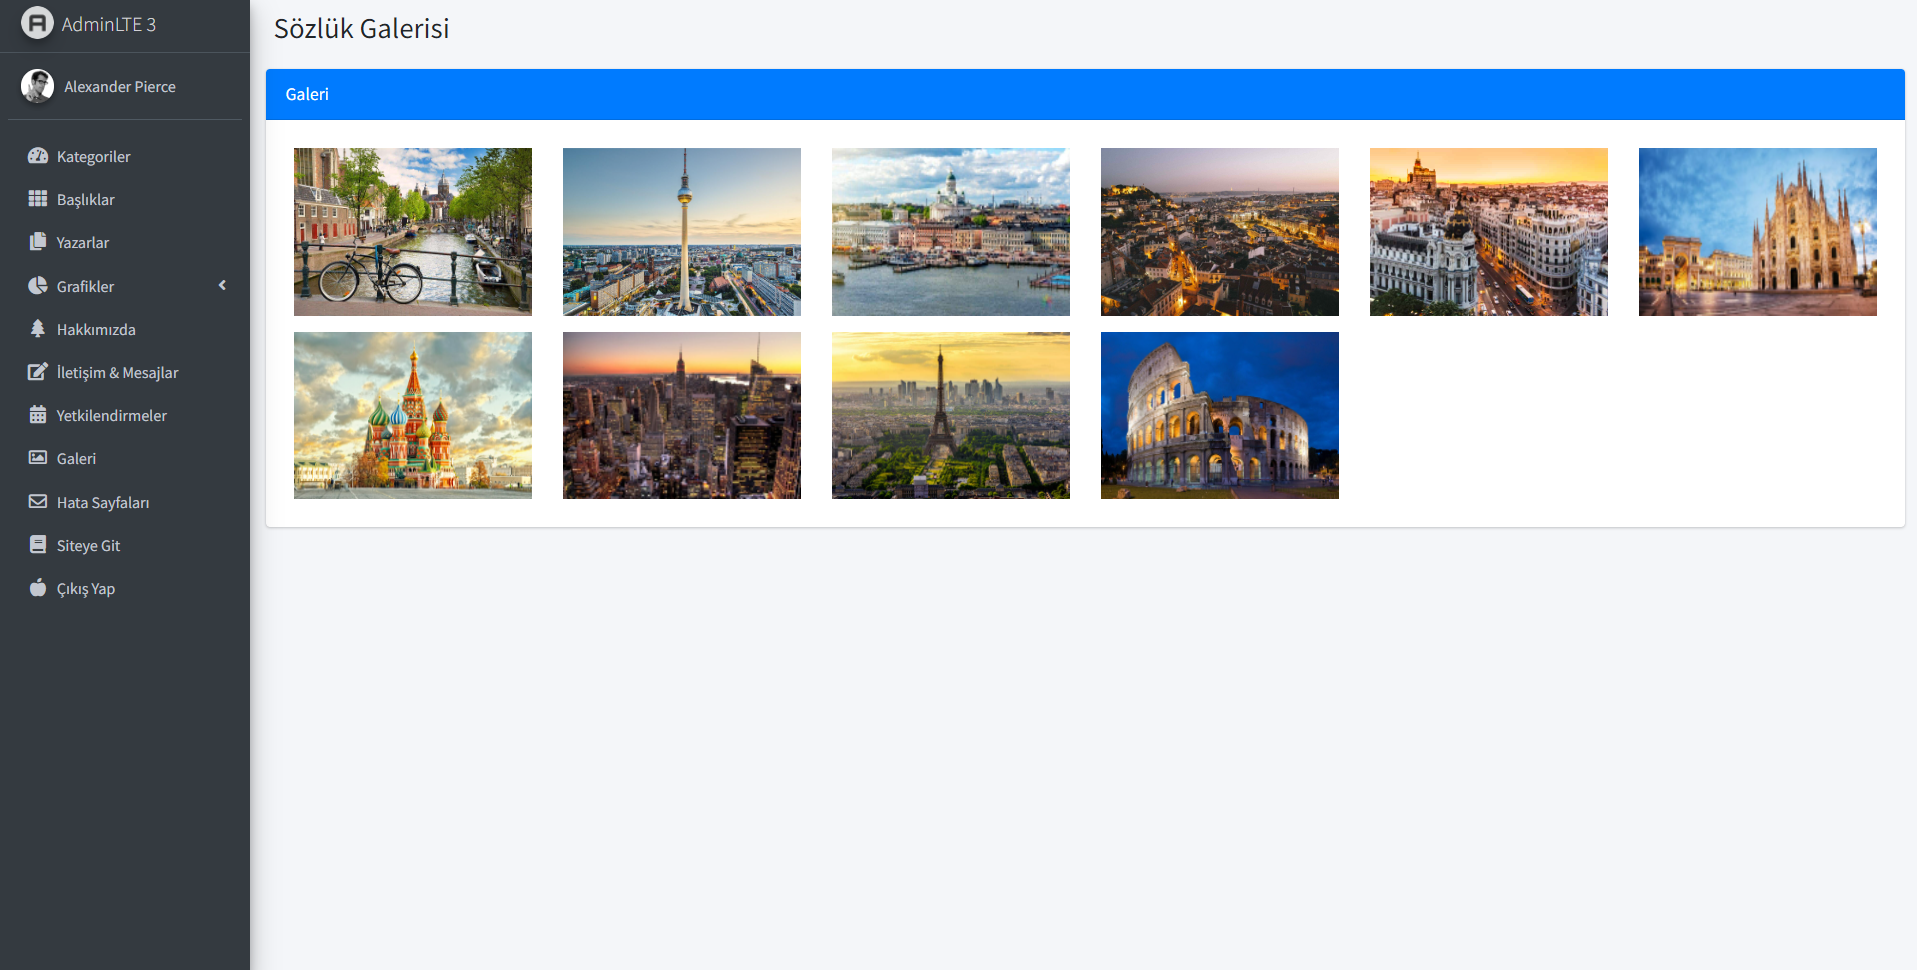 AdminLTE 3
Alexander Pierce
Kategoriler
Başlıklar
Yazarlar
Grafikler
Hakkımızda
İletişim & Mesajlar
Yetkilendirmeler
Galeri
Hata Sayfaları
Siteye Git
Çıkış Yap
Sözlük Galerisi
Galeri